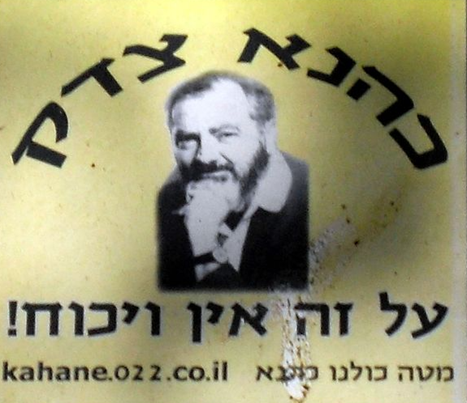 כהנא צדק
על זה אין ויכוח!
מטה כולנו כהנא kahane.022.co.il